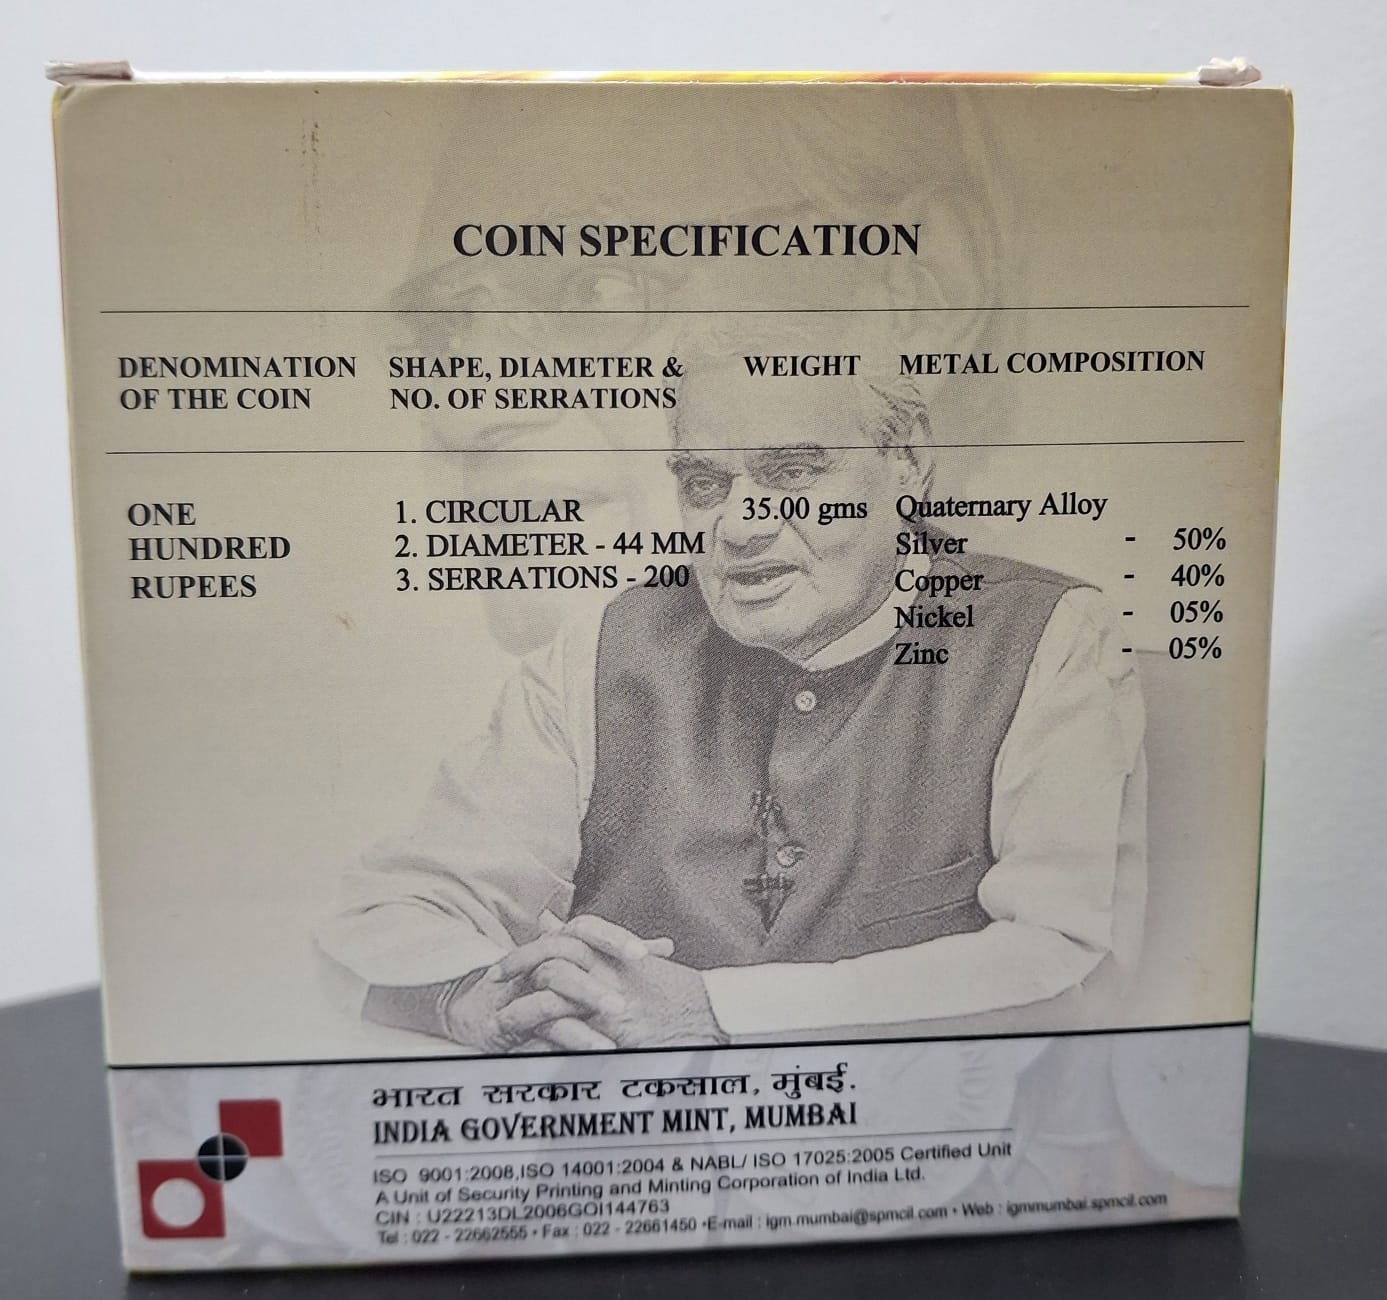 COIN SPECIFICATION
DENOMINATION OF THE COIN
SHAPE, DIAMETER & NO. OF SERRATIONS
WEIGHT
METAL COMPOSITION
ONE HUNDRED RUPEES
1. CIRCULAR
2. DIAMETER - 44 MM
3. SERRATIONS - 200
35.00 gms
Quaternary Alloy
Silver - 50%
Copper - 40%
Nickel - 05%
Zinc - 05%
भारत सरकार टकसाल, मुंबई.
INDIA GOVERNMENT MINT, MUMBAI
ISO 9001:2008,ISO 14001:2004 & NABL/ ISO 17025:2005 Certified Unit
A Unit of Security Printing and Minting Corporation of India Ltd.
CIN : U22213DL2006GOI144763
Tel : 022 - 22662555 • Fax : 022 - 22661450 •E-mail : igm.mumbai@spmcil.com • Web : igmmumbai.spmcil.com